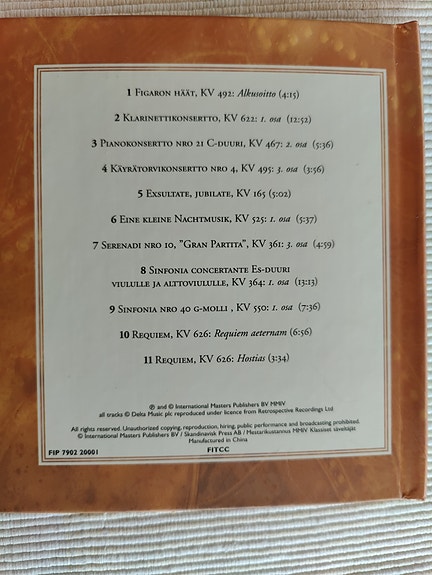 1 Figaron häät, KV 492: Alkusoitto (4:15)
2 Klarinettikonsertto, KV 622: 1. osa (12:52)
3 Pianokonsertto nro 21 C-duuri, KV 467: 2. osa (5:36)
4 Käyrätorvikonsertto nro 4, KV 495: 3. osa (3:56)
5 Exsultate, jubilate, KV 165 (5:02)
6 Eine kleine Nachtmusik, KV 525: 1. osa (5:37)
7 Serenadi nro 10, "Gran Partita", KV 361: 3. osa (4:59)
8 Sinfonia concertante Es-duuri
viululle ja alttoviululle, KV 364: 1. osa (13:13)
9 Sinfonia nro 40 g-molli , KV 550: 1. osa (7:36)
10 Requiem, KV 626: Requiem aeternam (6:56)
11 Requiem, KV 626: Hostias (3:34)
℗ and © International Masters Publishers BV MMIV
all tracks © Delta Music plc reproduced under licence from Retrospective Recordings Ltd
All rights reserved. Unauthorized copying, reproduction, hiring, public performance and broadcasting prohibited.
© International Masters Publishers BV / Skandinavisk Press AB / Mestarikustannus MMIV Klassiset säveltäjät
Manufactured in China
FIP 7902 20001
FITCC